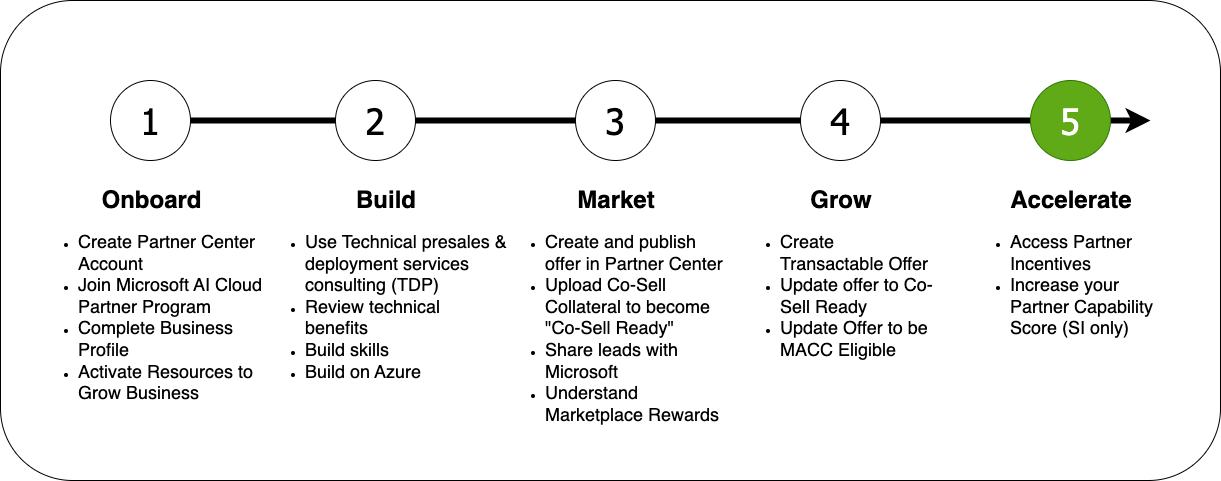 1
2
3
4
5
Onboard
Build
Market
Grow
Accelerate
• Create Partner Center
Account
• Join Microsoft AI Cloud
Partner Program
• Complete Business
Profile
• Activate Resources to
Grow Business
• Use Technical presales &
deployment services
consulting (TDP)
• Review technical
benefits
• Build skills
• Build on Azure
• Create and publish
offer in Partner Center
• Upload Co-Sell
Collateral to become
"Co-Sell Ready"
• Share leads with
Microsoft
• Understand
Marketplace Rewards
• Create
Transactable Offer
• Update offer to Co-
Sell Ready
• Update Offer to be
MACC Eligible
• Access Partner
Incentives
• Increase your
Partner Capability
Score (SI only)